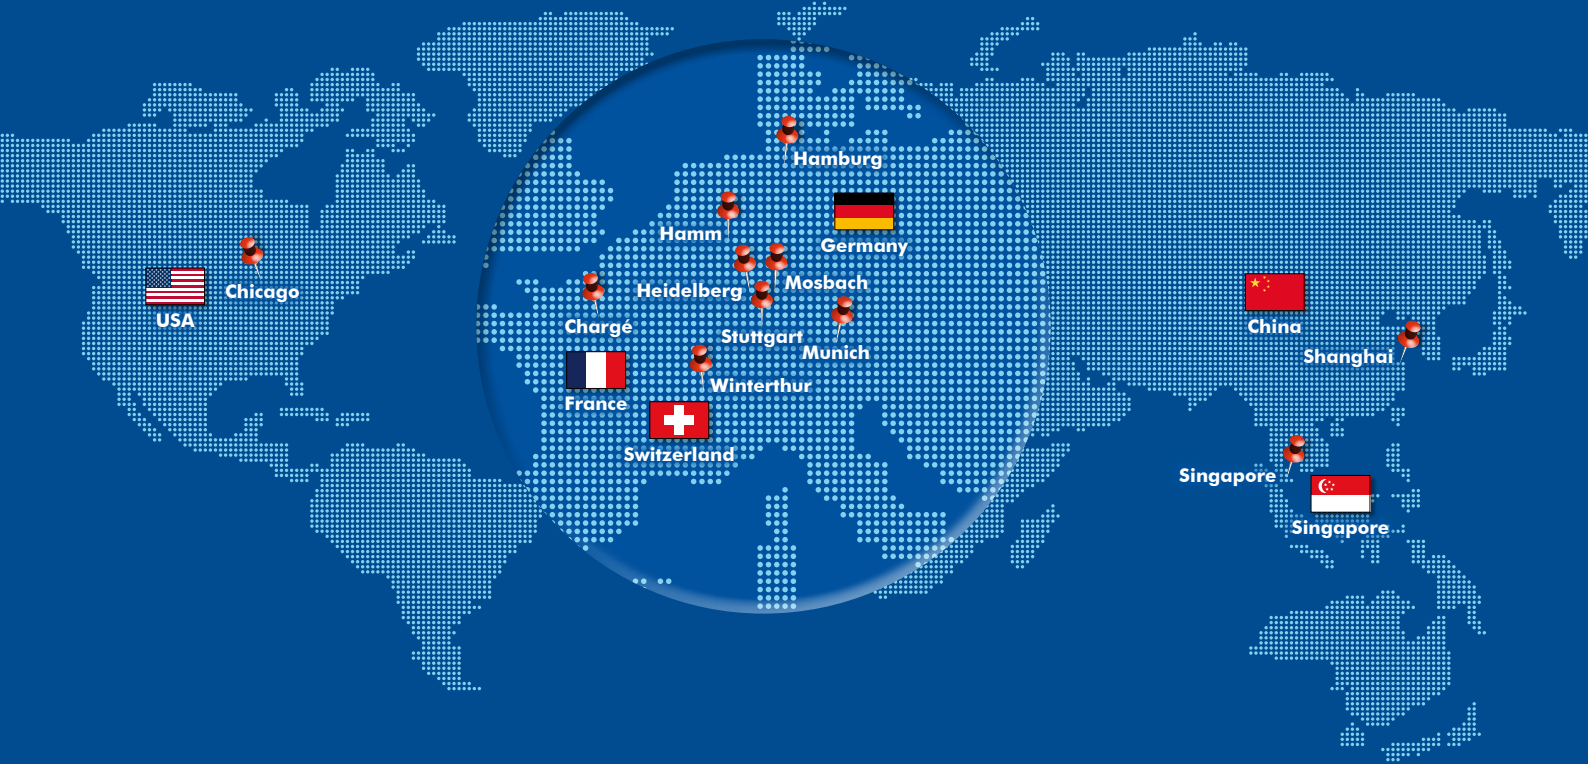 Hamburg
Hamm
Germany
Mosbach
Heidelberg
Chicago
USA
Chargé
Stuttgart
Munich
China
Shanghai
Winterthur
France
Switzerland
Singapore
Singapore